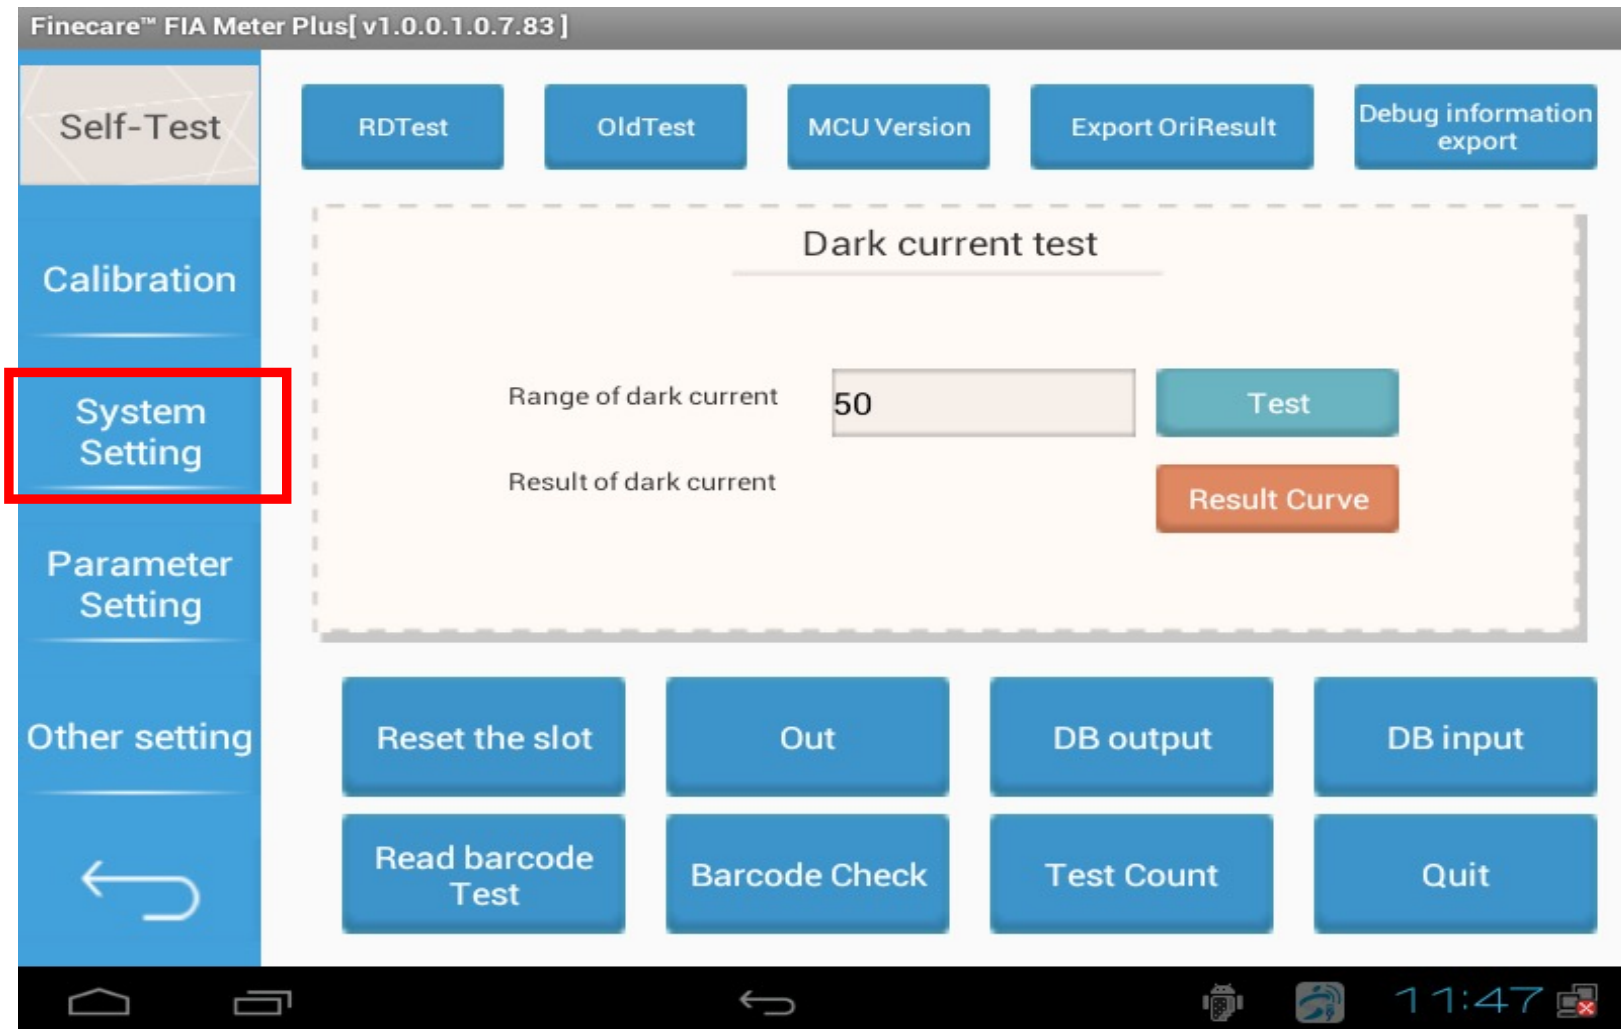 Finecare™ FIA Meter Plus[ v1.0.0.1.0.7.83 ]
Self-Test
Calibration
System
Setting
Parameter
Setting
Other setting
RDTest
OldTest
MCU Version
Export OriResult
Debug information
export
Dark current test
Range of dark current
50
Test
Result of dark current
Result Curve
Reset the slot
Out
DB output
DB input
Read barcode
Test
Barcode Check
Test Count
Quit
11:47